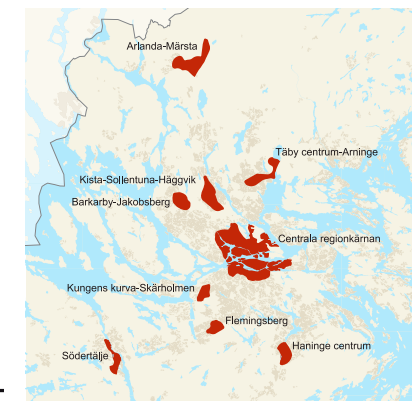 Arlanda-Märsta
Täby centrum-Arninge
Kista-Sollentuna-Häggvik
Barkarby-Jakobsberg
Centrala regionkärnan
Kungens kurva-Skärholmen
Flemingsberg
Haninge centrum
Södertälje